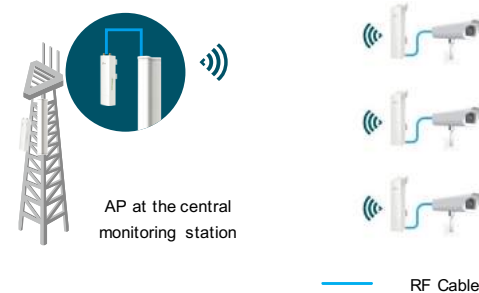 AP at the central
monitoring station
RF Cable